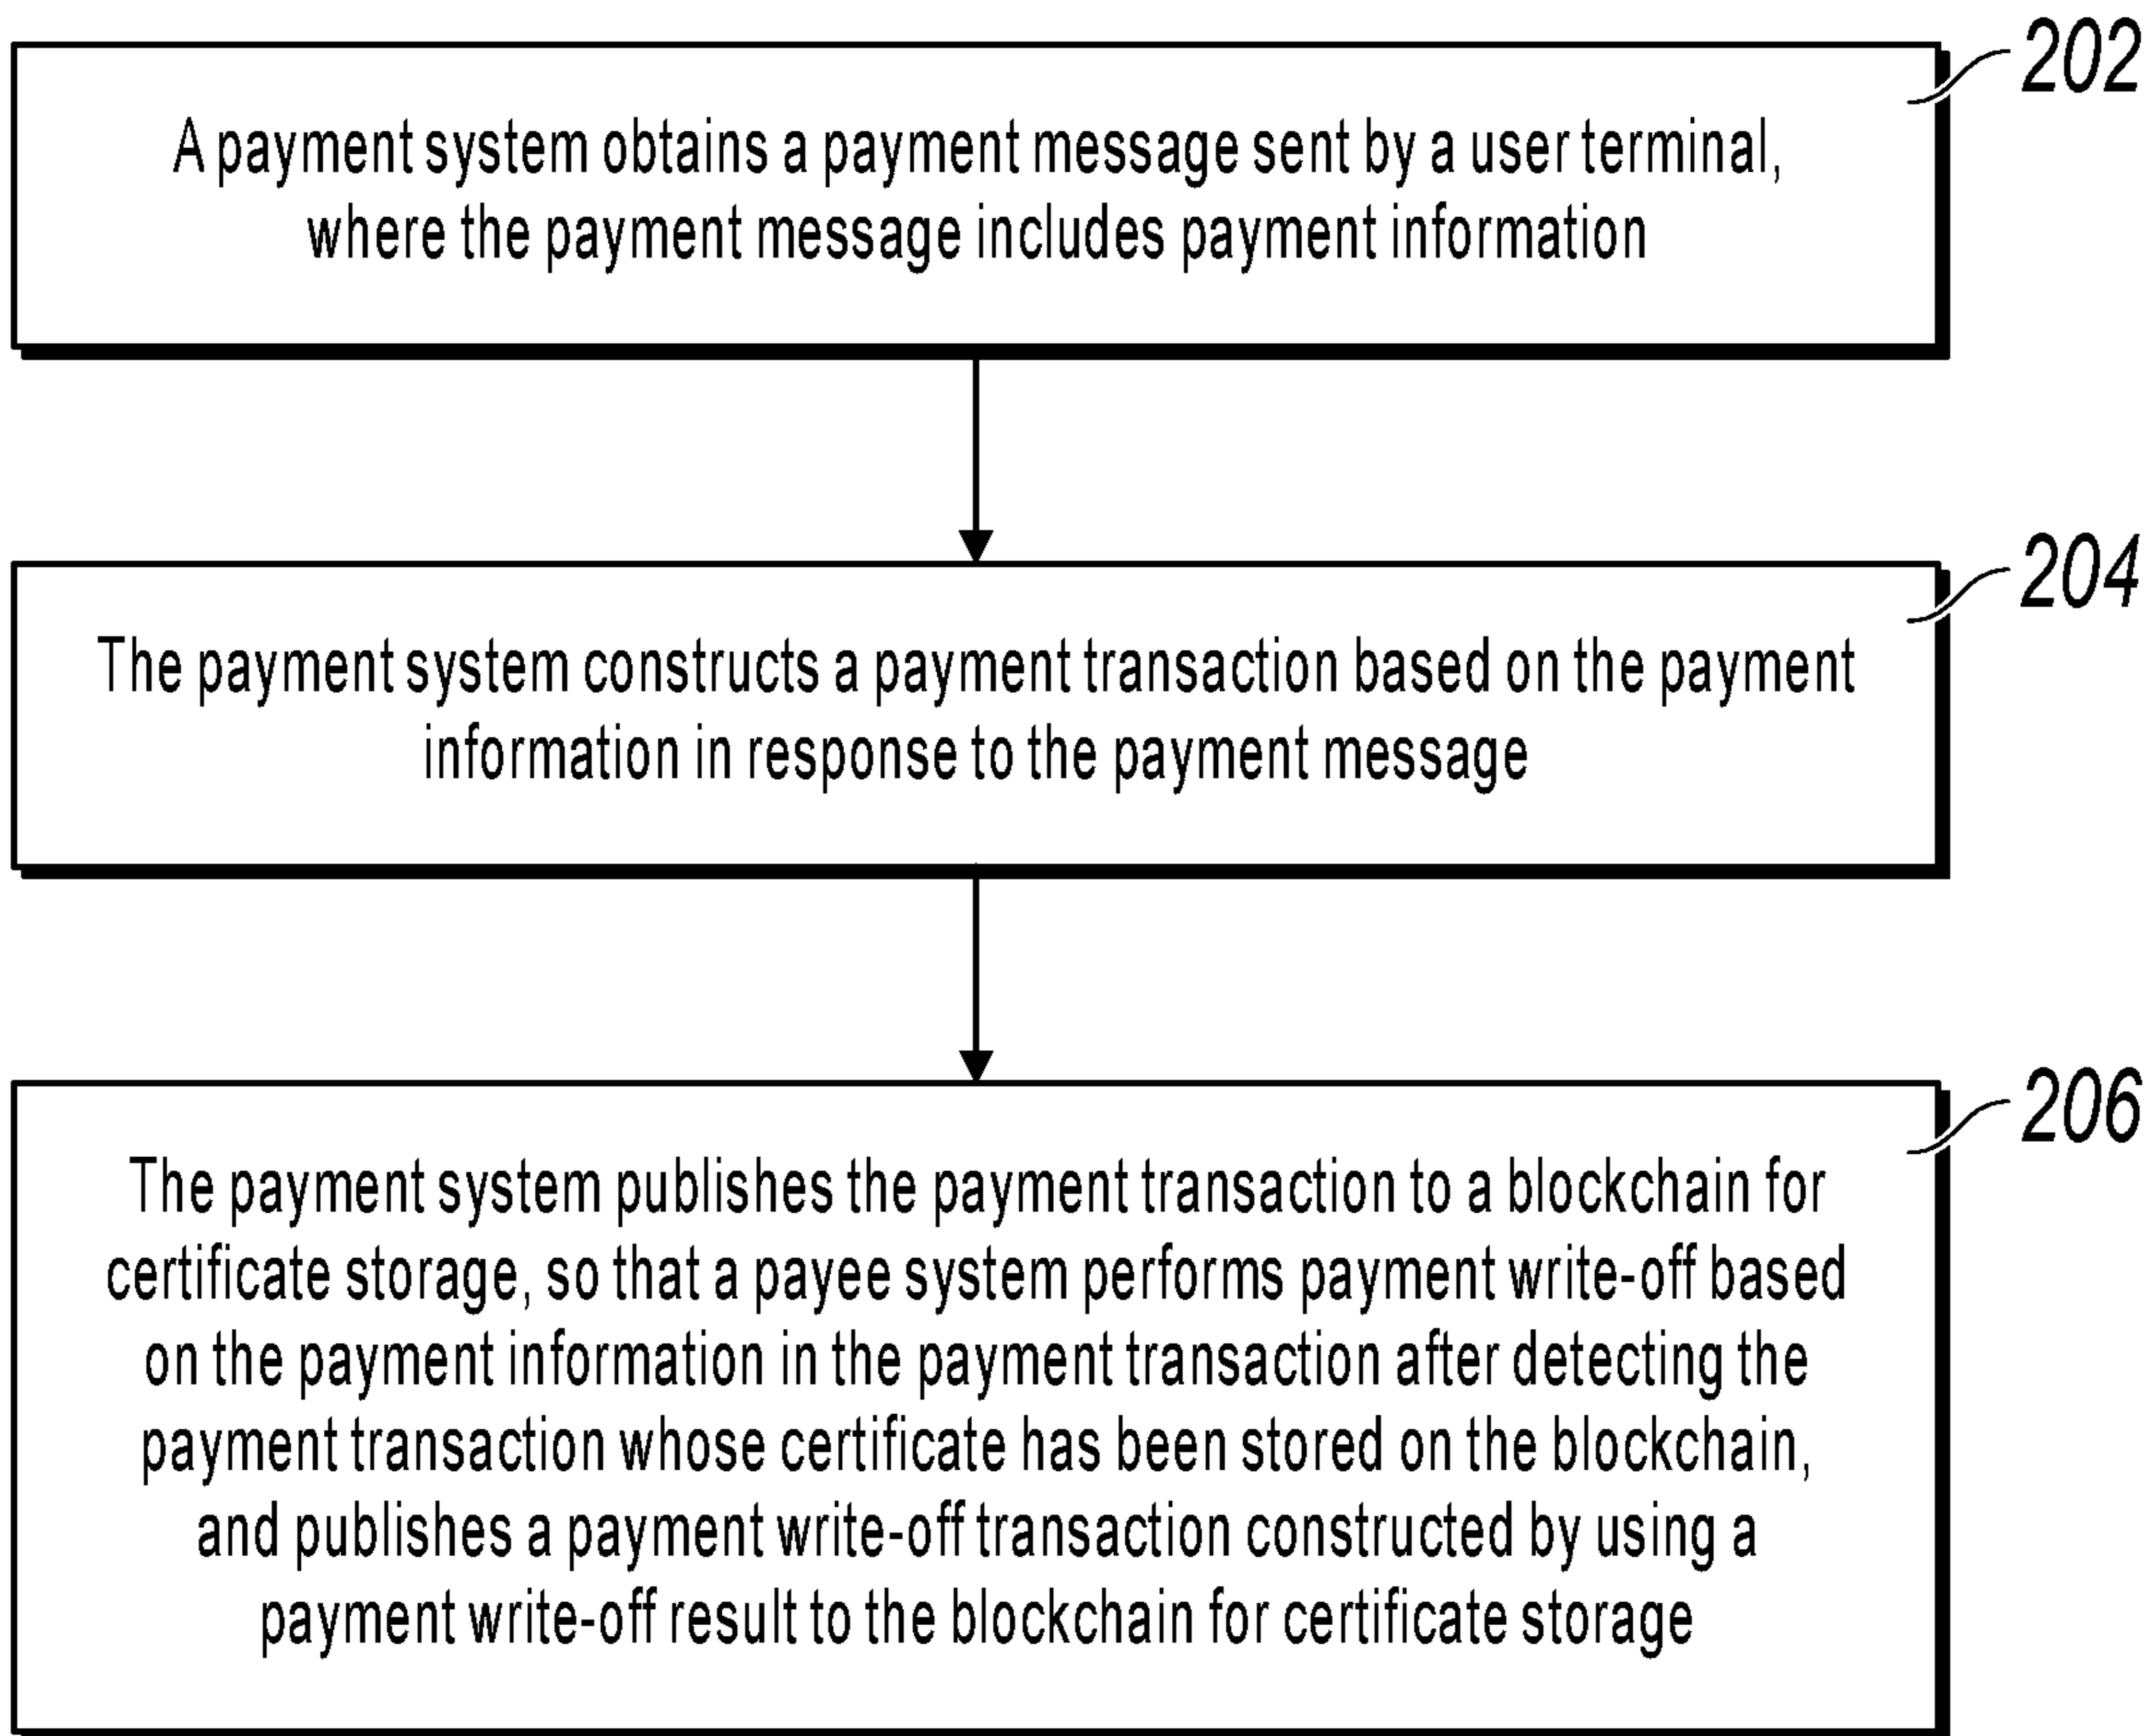 202
A payment system obtains a payment message sent by a user terminal,
where the payment message includes payment information
204
The payment system constructs a payment transaction based on the payment
information in response to the payment message
206
The payment system publishes the payment transaction to a blockchain for
certificate storage, so that a payee system performs payment write-off based
on the payment information in the payment transaction after detecting the
payment transaction whose certificate has been stored on the blockchain,
and publishes a payment write-off transaction constructed by using a
payment write-off result to the blockchain for certificate storage